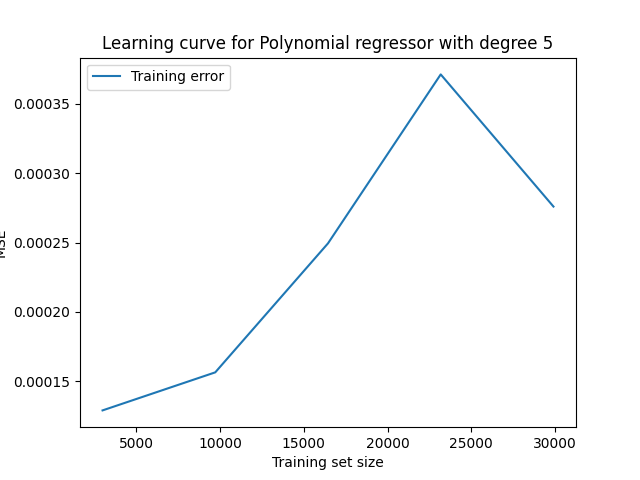 Learning curve for Polynomial regressor with degree 5
Training error
0.00035
0.00030
0.00025
0.00020
0.00015
MSE
5000 10000 15000 20000 25000 30000
Training set size